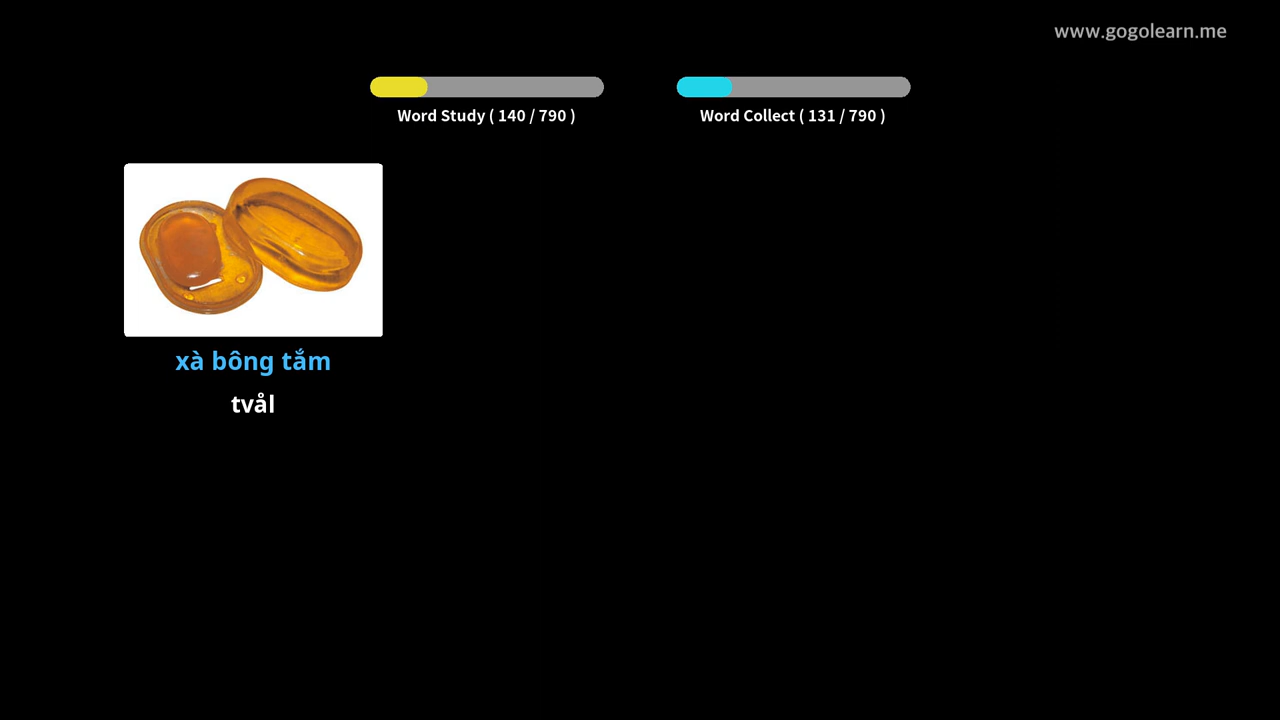 www.gogolearn.me
Word Study ( 140 / 790 )
Word Collect ( 131 / 790 )
xà bông tắm
tvål